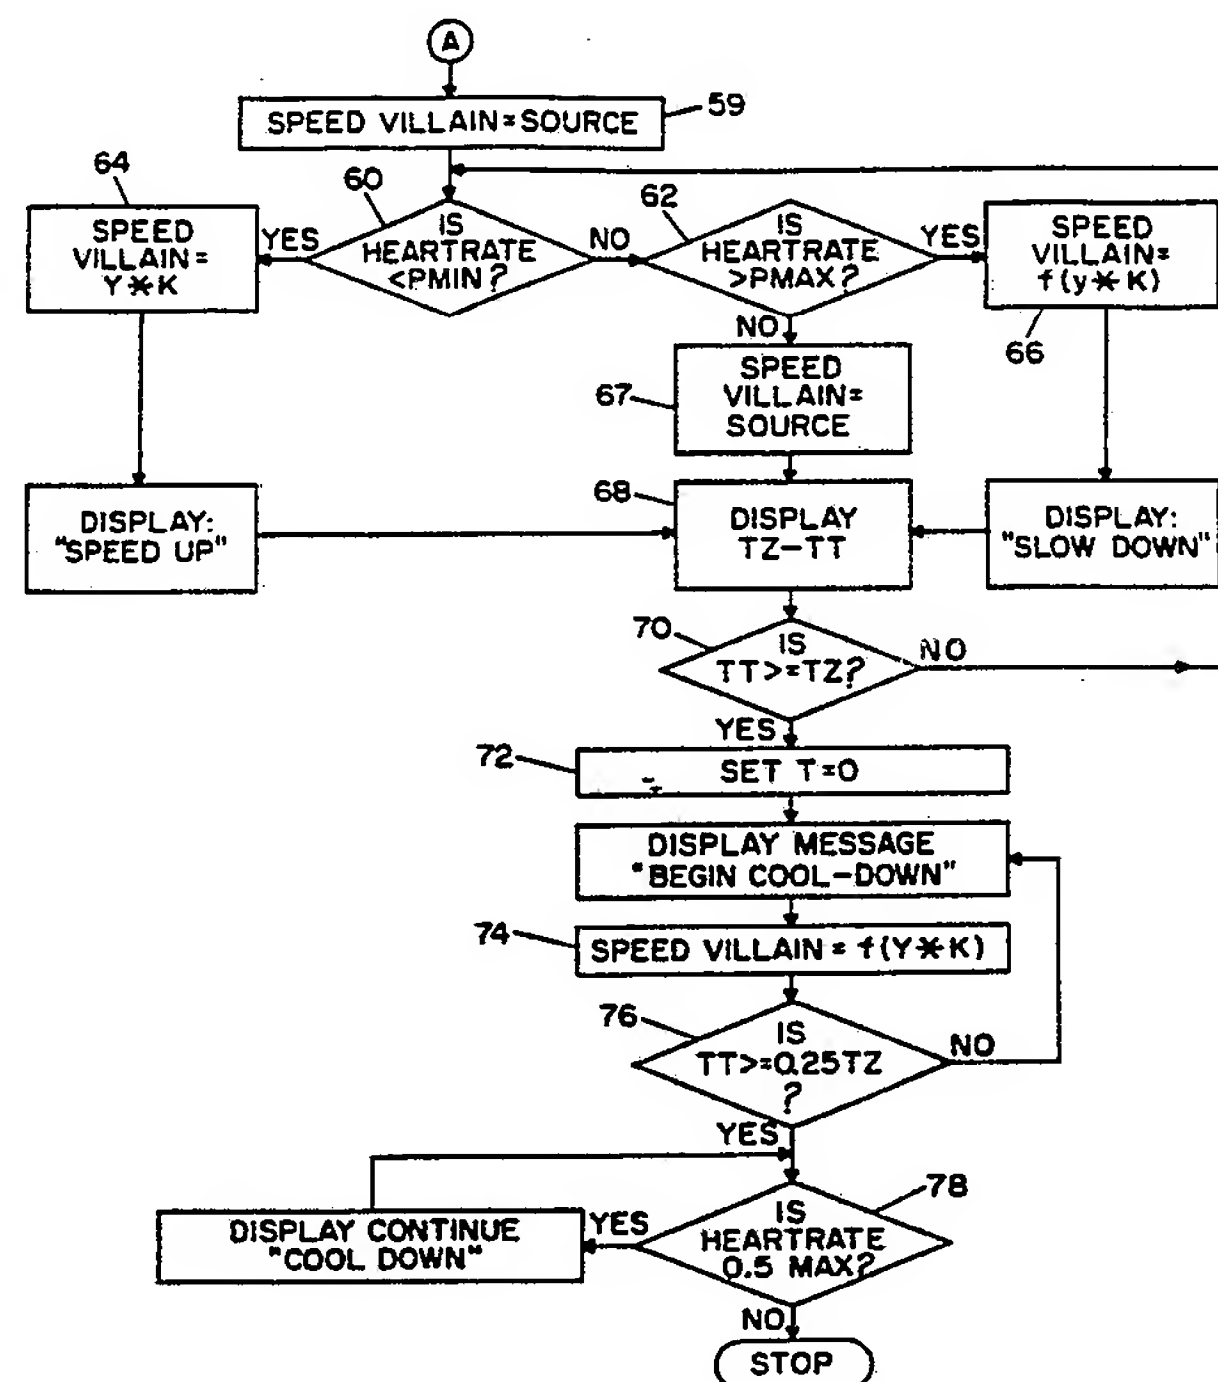 A
SPEED VILLAIN=SOURCE
59
64
60
62
SPEED
VILLAIN=
Y*K
YES
IS
HEARTRATE
<PMIN?
NO
IS
HEARTRATE
>PMAX?
YES
SPEED
VILLAIN=
f(y*K)
66
NO
67
SPEED
VILLAIN=
SOURCE
68
DISPLAY:
"SPEED UP"
DISPLAY
TZ-TT
DISPLAY:
"SLOW DOWN"
70
IS
TT>=TZ?
NO
YES
72
SET T=0
DISPLAY MESSAGE
"BEGIN COOL-DOWN"
74
SPEED VILLAIN = f(Y*K)
76
IS
TT>=0.25TZ
?
NO
YES
78
DISPLAY CONTINUE
"COOL DOWN"
YES
IS
HEARTRATE
0.5 MAX?
NO
STOP